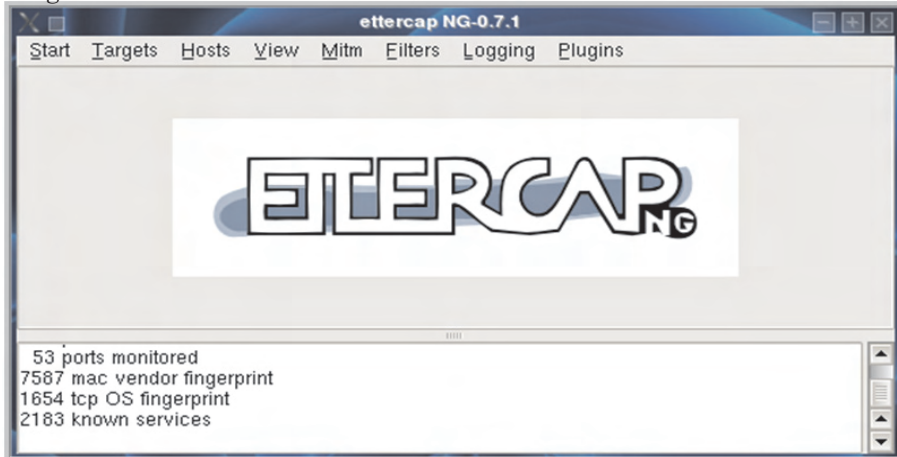 ettercap NG-0.7.1
Start Targets Hosts View Mitm Filters Logging Plugins
ETTERCAP NG
53 ports monitored
7587 mac vendor fingerprint
1654 tcp OS fingerprint
2183 known services